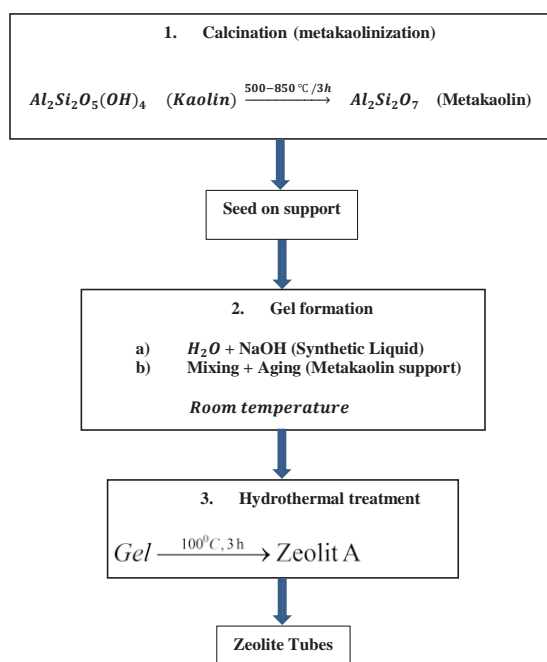 1. Calcination (metakaolinization)
Al₂Si₂O₅(OH)₄ (Kaolin) —500–850 °C/3h→ Al₂Si₂O₇ (Metakaolin)
Seed on support
2. Gel formation
a) H₂O + NaOH (Synthetic Liquid)
b) Mixing + Aging (Metakaolin support)
Room temperature
3. Hydrothermal treatment
Gel —100⁰C, 3 h→ Zeolit A
Zeolite Tubes